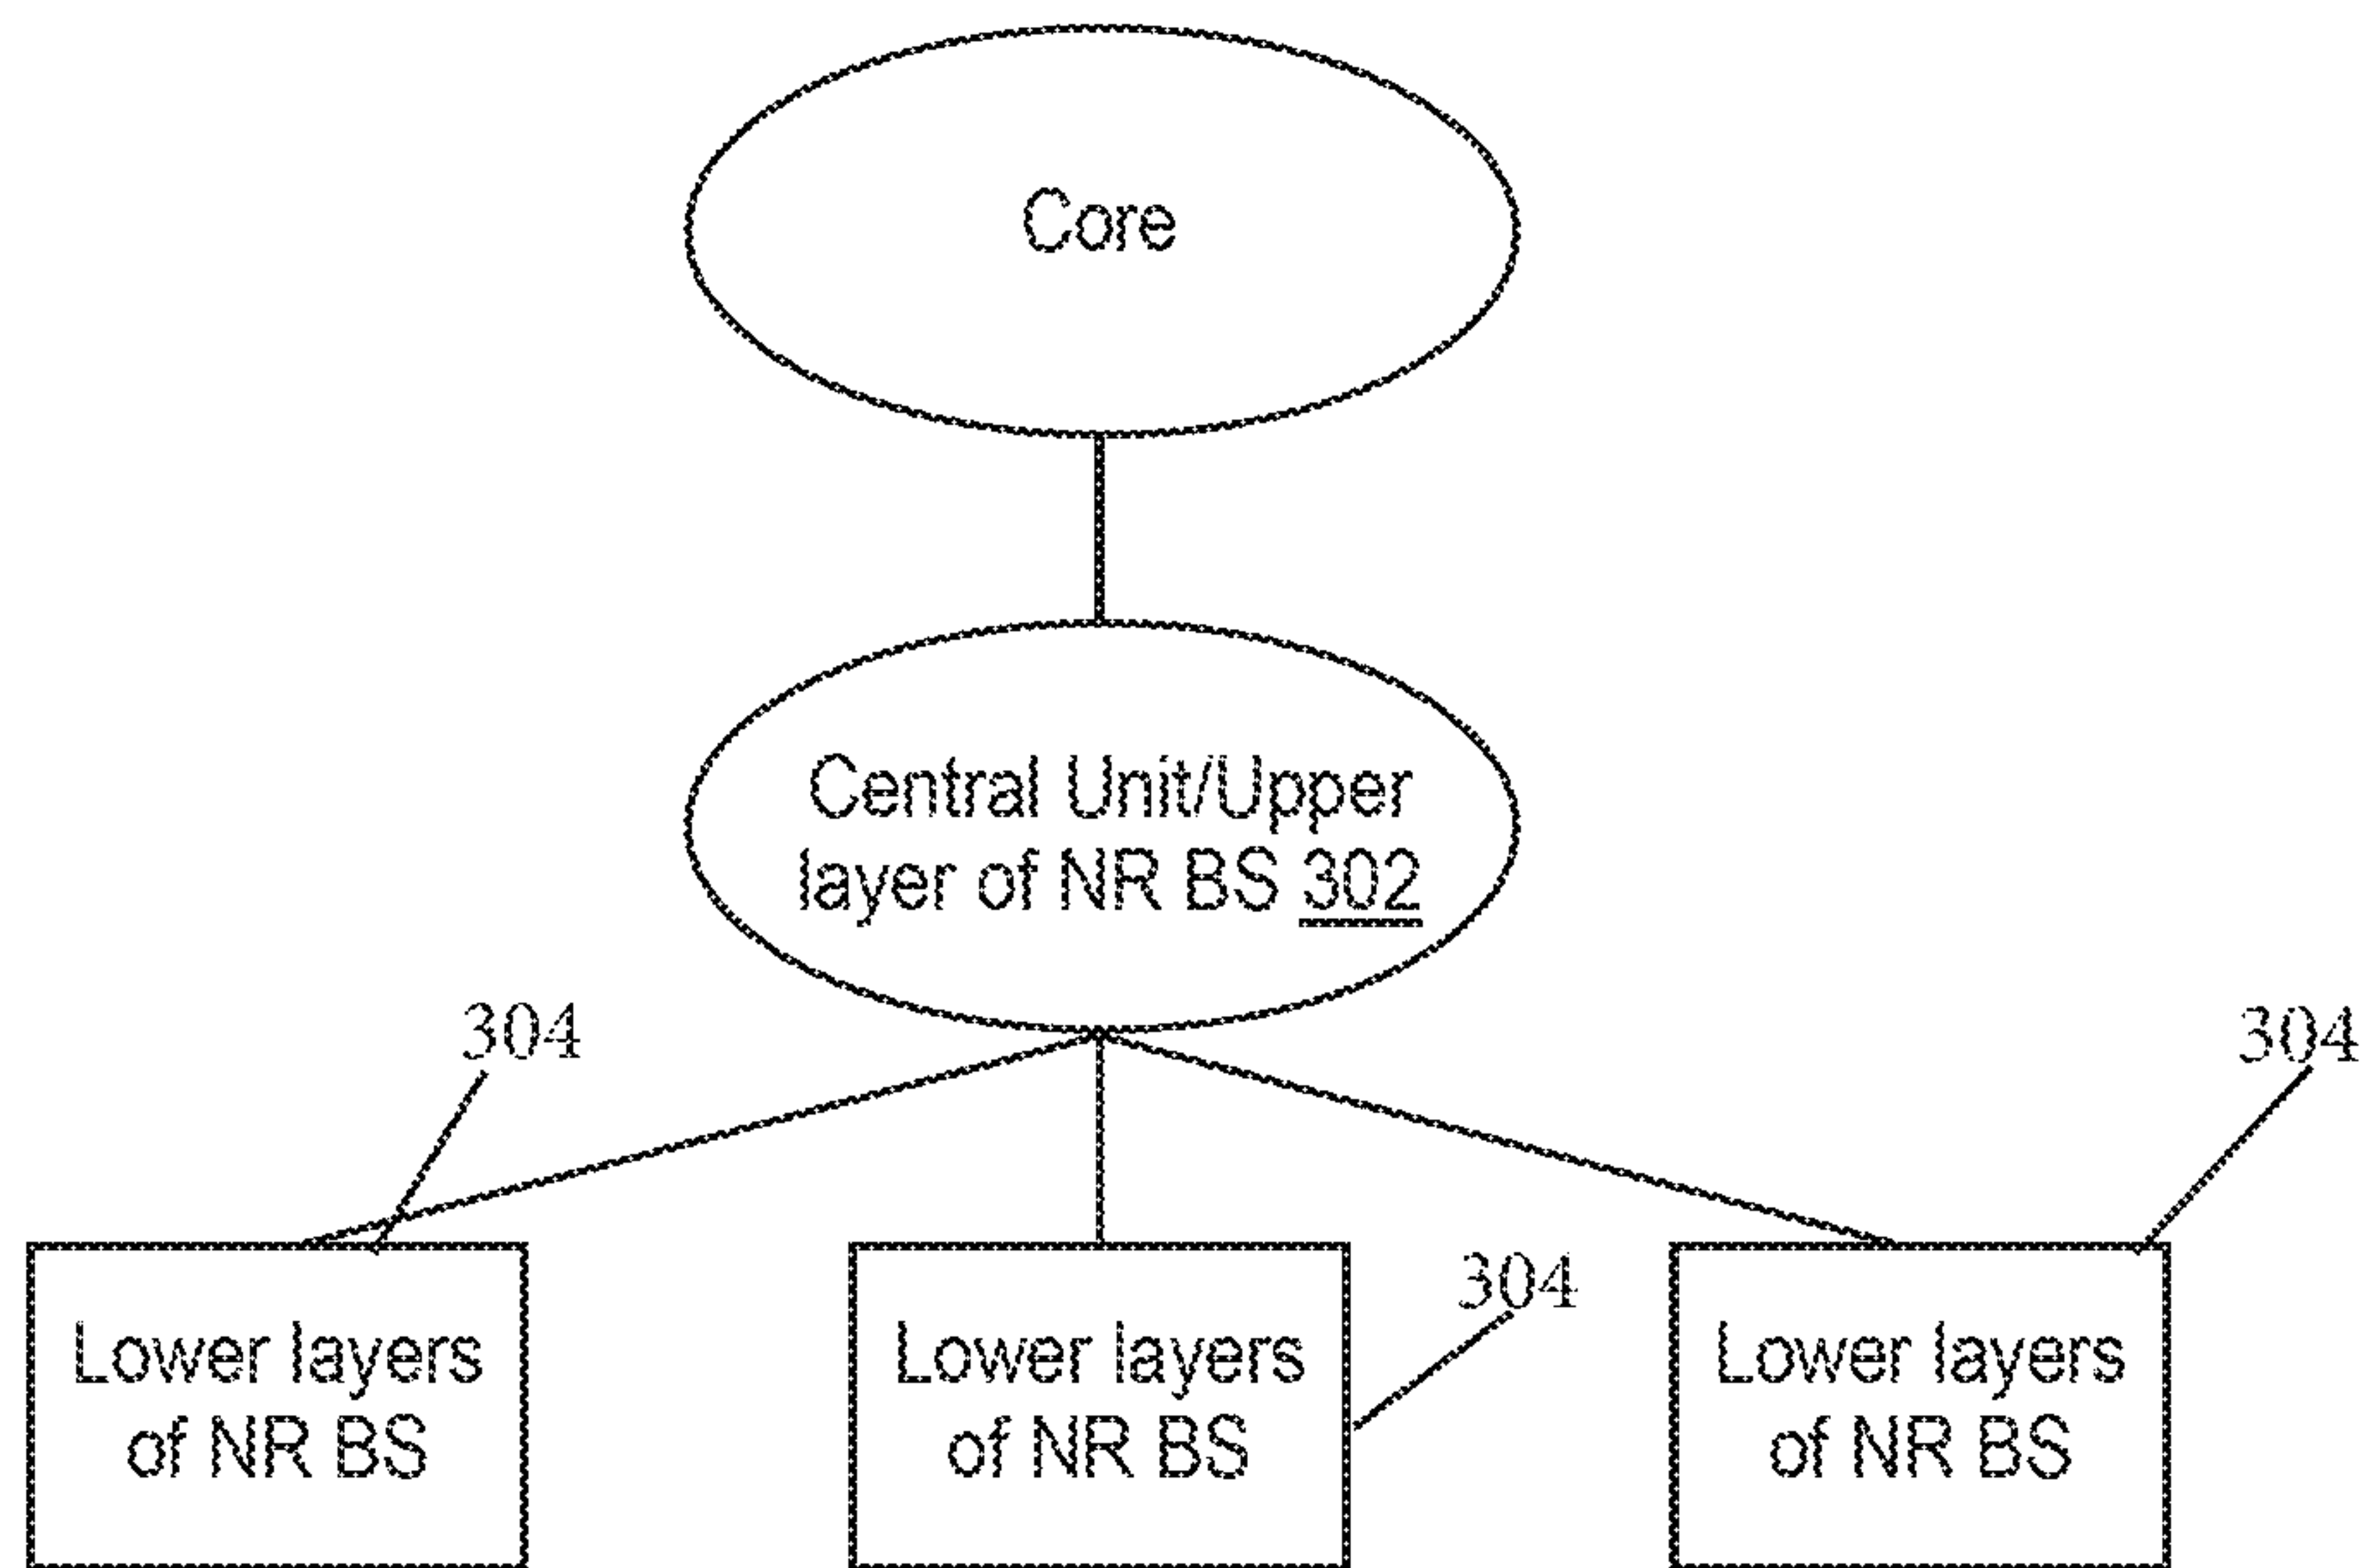 Core
Central Unit/Upper
layer of NR BS 302
304
304
304
Lower layers
of NR BS
Lower layers
of NR BS
Lower layers
of NR BS